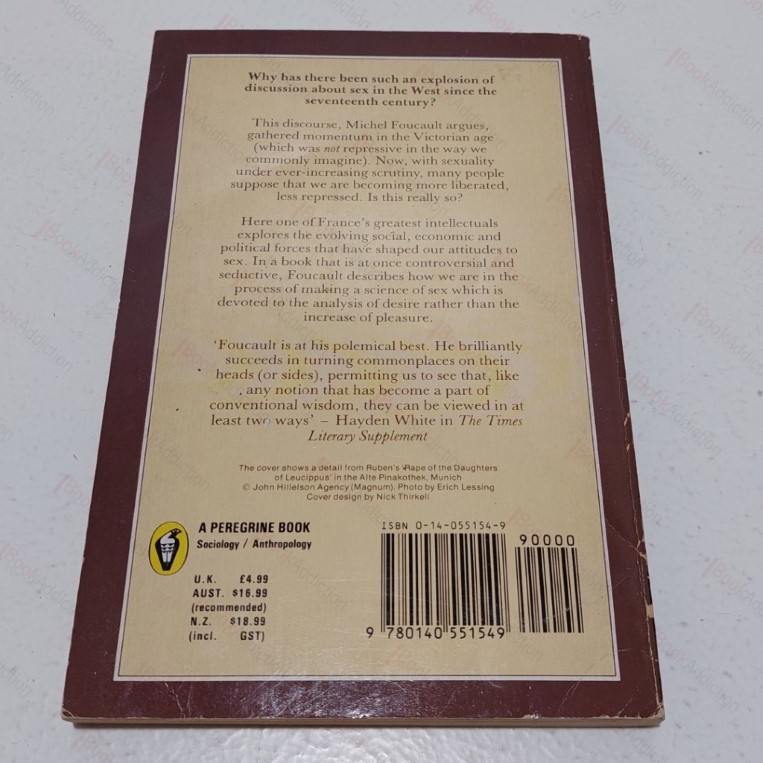 Why has there been such an explosion of
discussion about sex in the West since the
seventeenth century?
This discourse, Michel Foucault argues,
gathered momentum in the Victorian age
(which was not repressive in the way we
commonly imagine). Now, with sexuality
under ever-increasing scrutiny, many people
suppose that we are becoming more liberated,
less repressed. Is this really so?
Here one of France's greatest intellectuals
explores the evolving social, economic and
political forces that have shaped our attitudes to
sex. In a book that is at once controversial and
seductive, Foucault describes how we are in the
process of making a science of sex which is
devoted to the analysis of desire rather than the
increase of pleasure.
'Foucault is at his polemical best. He brilliantly
succeeds in turning commonplaces on their
heads (or sides), permitting us to see that, like
any notion that has become a part of
conventional wisdom, they can be viewed in at
least two ways' – Hayden White in The Times
Literary Supplement
The cover shows a detail from Ruben's 'Rape of the Daughters
of Leucippus' in the Alte Pinakothek, Munich
© John Hillelson Agency (Magnum). Photo by Erich Lessing
Cover design by Nick Thirkell
A PEREGRINE BOOK
Sociology / Anthropology
U.K. £4.99
AUST. $16.99
(recommended)
N.Z. $18.99
(incl. GST)
ISBN 0-14-055154-9
90000
9 780140 551549
BookAddiction